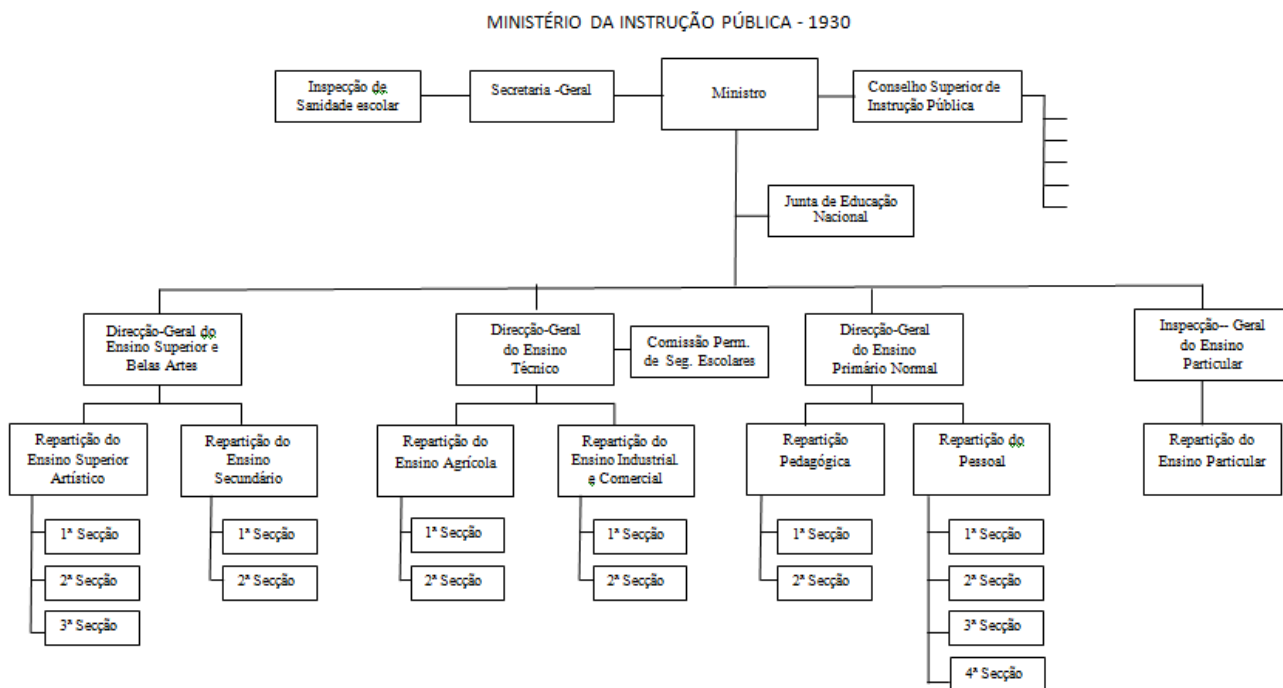 MINISTÉRIO DA INSTRUÇÃO PÚBLICA - 1930
Inspecção de
Sanidade escolar
Secretaria -Geral
Ministro
Conselho Superior de
Instrução Pública
Junta de Educação
Nacional
Direcção-Geral do
Ensino Superior e
Belas Artes
Direcção-Geral
do Ensino
Técnico
Comissão Perm.
de Seg. Escolares
Direcção-Geral
do Ensino
Primário Normal
Inspecção-- Geral
do Ensino
Particular
Repartição do
Ensino Superior
Artístico
Repartição do
Ensino
Secundário
Repartição do
Ensino Agrícola
Repartição do
Ensino Industrial
e Comercial
Repartição
Pedagógica
Repartição do
Pessoal
Repartição do
Ensino Particular
1ª Secção
2ª Secção
3ª Secção
1ª Secção
2ª Secção
1ª Secção
2ª Secção
1ª Secção
2ª Secção
1ª Secção
2ª Secção
1ª Secção
2ª Secção
3ª Secção
4ª Secção